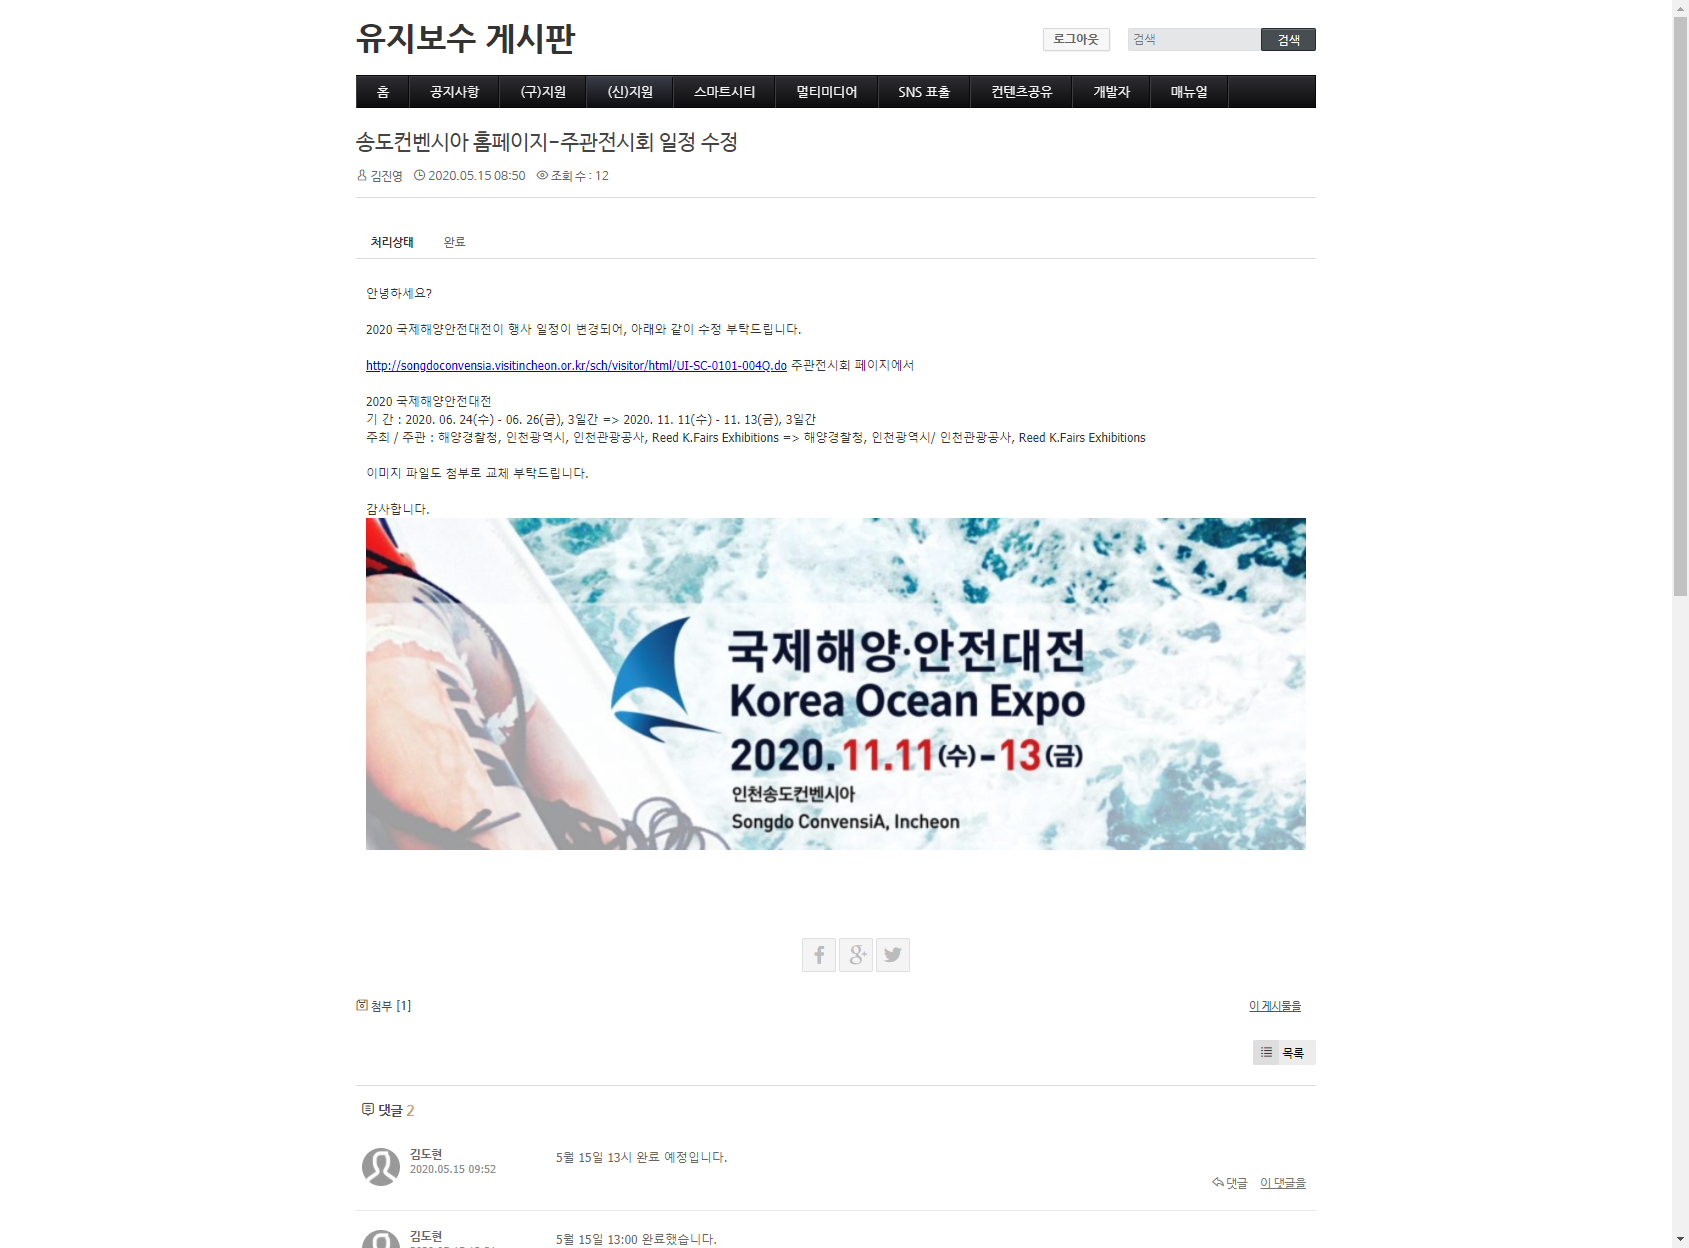 유지보수 게시판
로그아웃
검색
검색
홈
공지사항
(구)지원
(신)지원
스마트시티
멀티미디어
SNS 표출
컨텐츠공유
개발자
매뉴얼
송도컨벤시아 홈페이지-주관전시회 일정 수정
김진영 2020.05.15 08:50 조회 수 : 12
처리상태 완료
안녕하세요?
2020 국제해양안전대전이 행사 일정이 변경되어, 아래와 같이 수정 부탁드립니다.
http://songdoconvensia.visitincheon.or.kr/sch/visitor/html/UI-SC-0101-004Q.do 주관전시회 페이지에서
2020 국제해양안전대전
기 간 : 2020. 06. 24(수) - 06. 26(금), 3일간 => 2020. 11. 11(수) - 11. 13(금), 3일간
주최 / 주관 : 해양경찰청, 인천광역시, 인천관광공사, Reed K.Fairs Exhibitions => 해양경찰청, 인천광역시/ 인천관광공사, Reed K.Fairs Exhibitions
이미지 파일도 첨부로 교체 부탁드립니다.
감사합니다.
국제해양·안전대전
Korea Ocean Expo
2020. 11.11(수)-13(금)
인천송도컨벤시아
Songdo ConvensiA, Incheon
첨부 [1]
이 게시물을
목록
댓글 2
김도현
2020.05.15 09:52
5월 15일 13시 완료 예정입니다.
댓글 이 댓글을
김도현
5월 15일 13:00 완료했습니다.